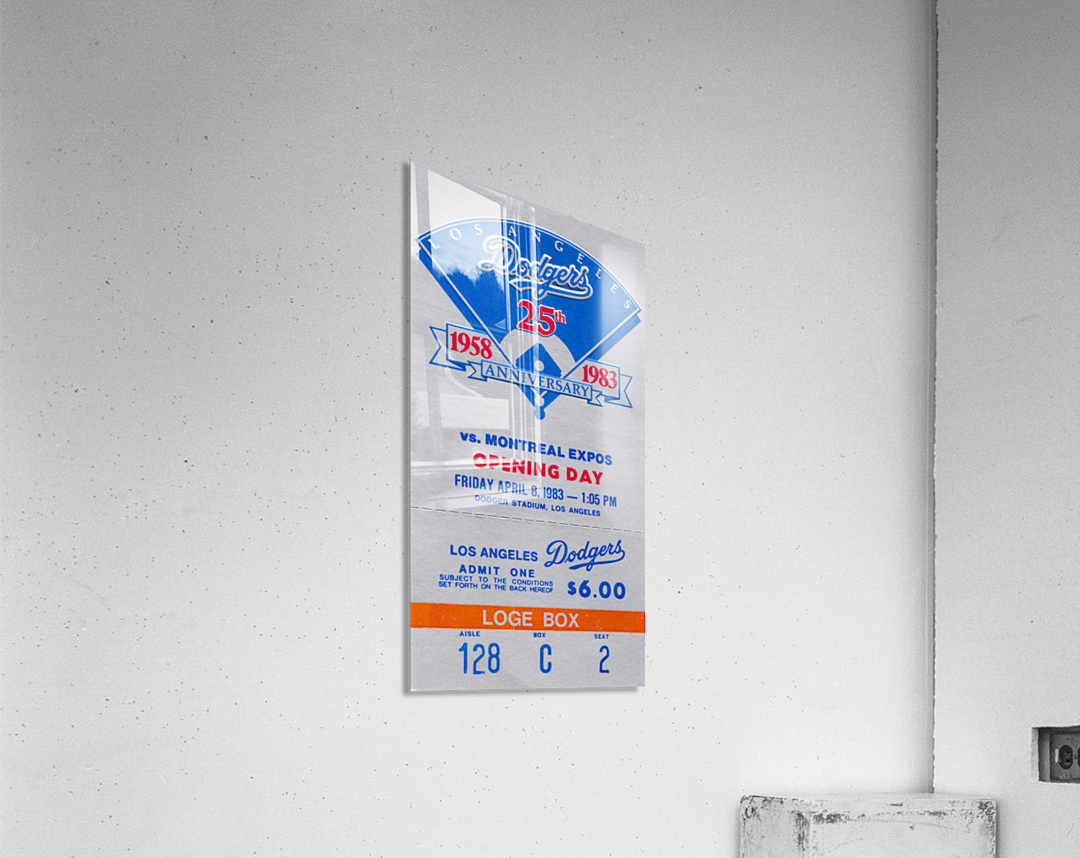 LOS ANGELES
Dodgers
25th
1958
1983
ANNIVERSARY
vs. MONTREAL EXPOS
OPENING DAY
FRIDAY APRIL 8, 1983 — 1:05 PM
DODGER STADIUM, LOS ANGELES
LOS ANGELES Dodgers
ADMIT ONE
SUBJECT TO THE CONDITIONS
SET FORTH ON THE BACK HEREOF
$6.00
LOGE BOX
AISLE BOX SEAT
128 C 2